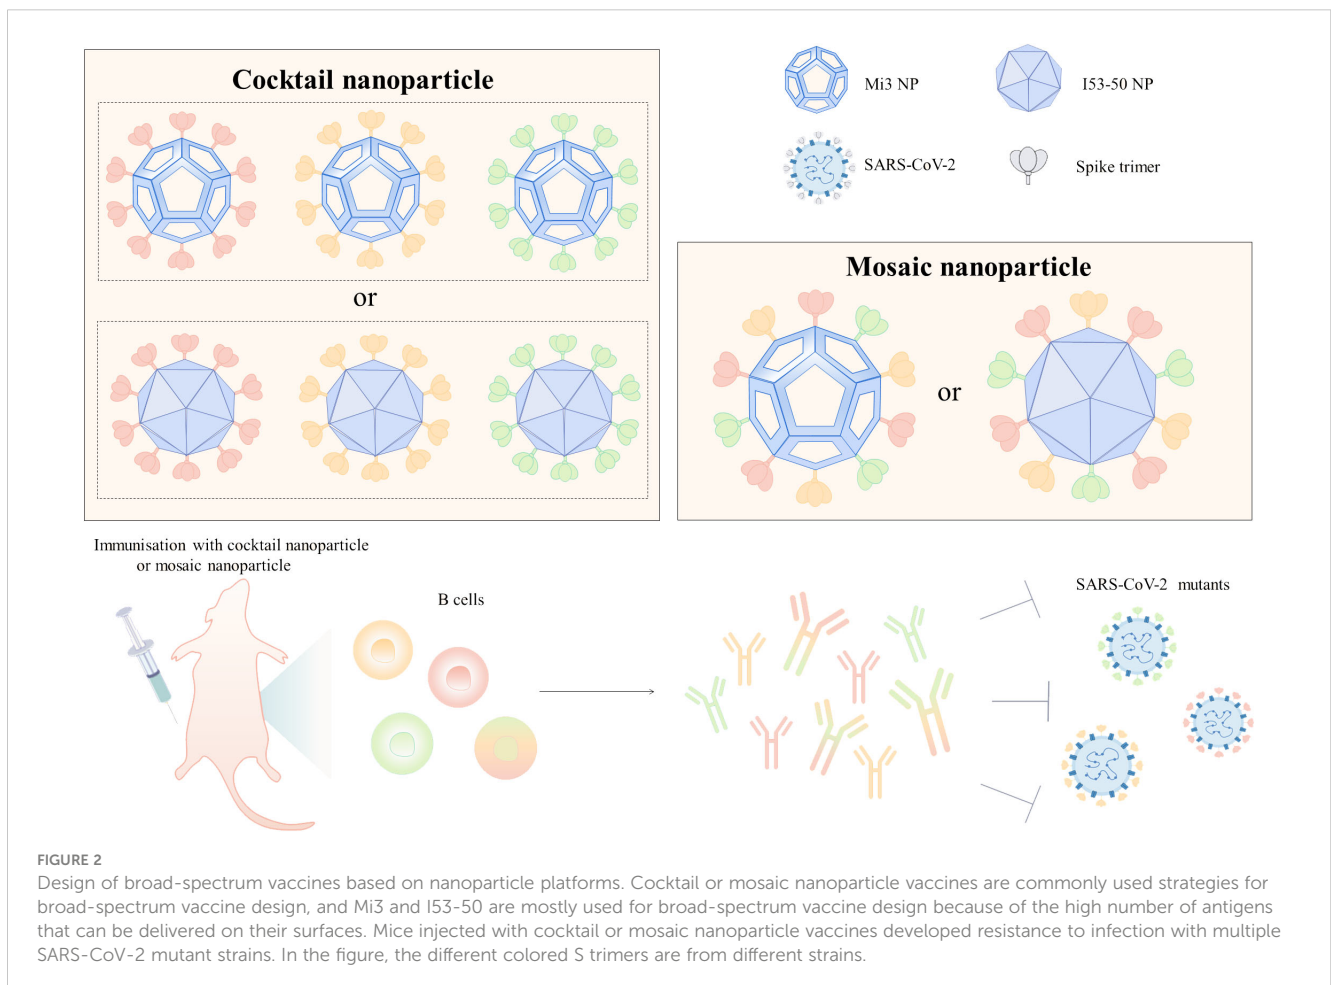 Cocktail nanoparticle
or
Mi3 NP
I53-50 NP
SARS-CoV-2
Spike trimer
Mosaic nanoparticle
or
Immunisation with cocktail nanoparticle
or mosaic nanoparticle
B cells
SARS-CoV-2 mutants
FIGURE 2
Design of broad-spectrum vaccines based on nanoparticle platforms. Cocktail or mosaic nanoparticle vaccines are commonly used strategies for
broad-spectrum vaccine design, and Mi3 and I53-50 are mostly used for broad-spectrum vaccine design because of the high number of antigens
that can be delivered on their surfaces. Mice injected with cocktail or mosaic nanoparticle vaccines developed resistance to infection with multiple
SARS-CoV-2 mutant strains. In the figure, the different colored S trimers are from different strains.